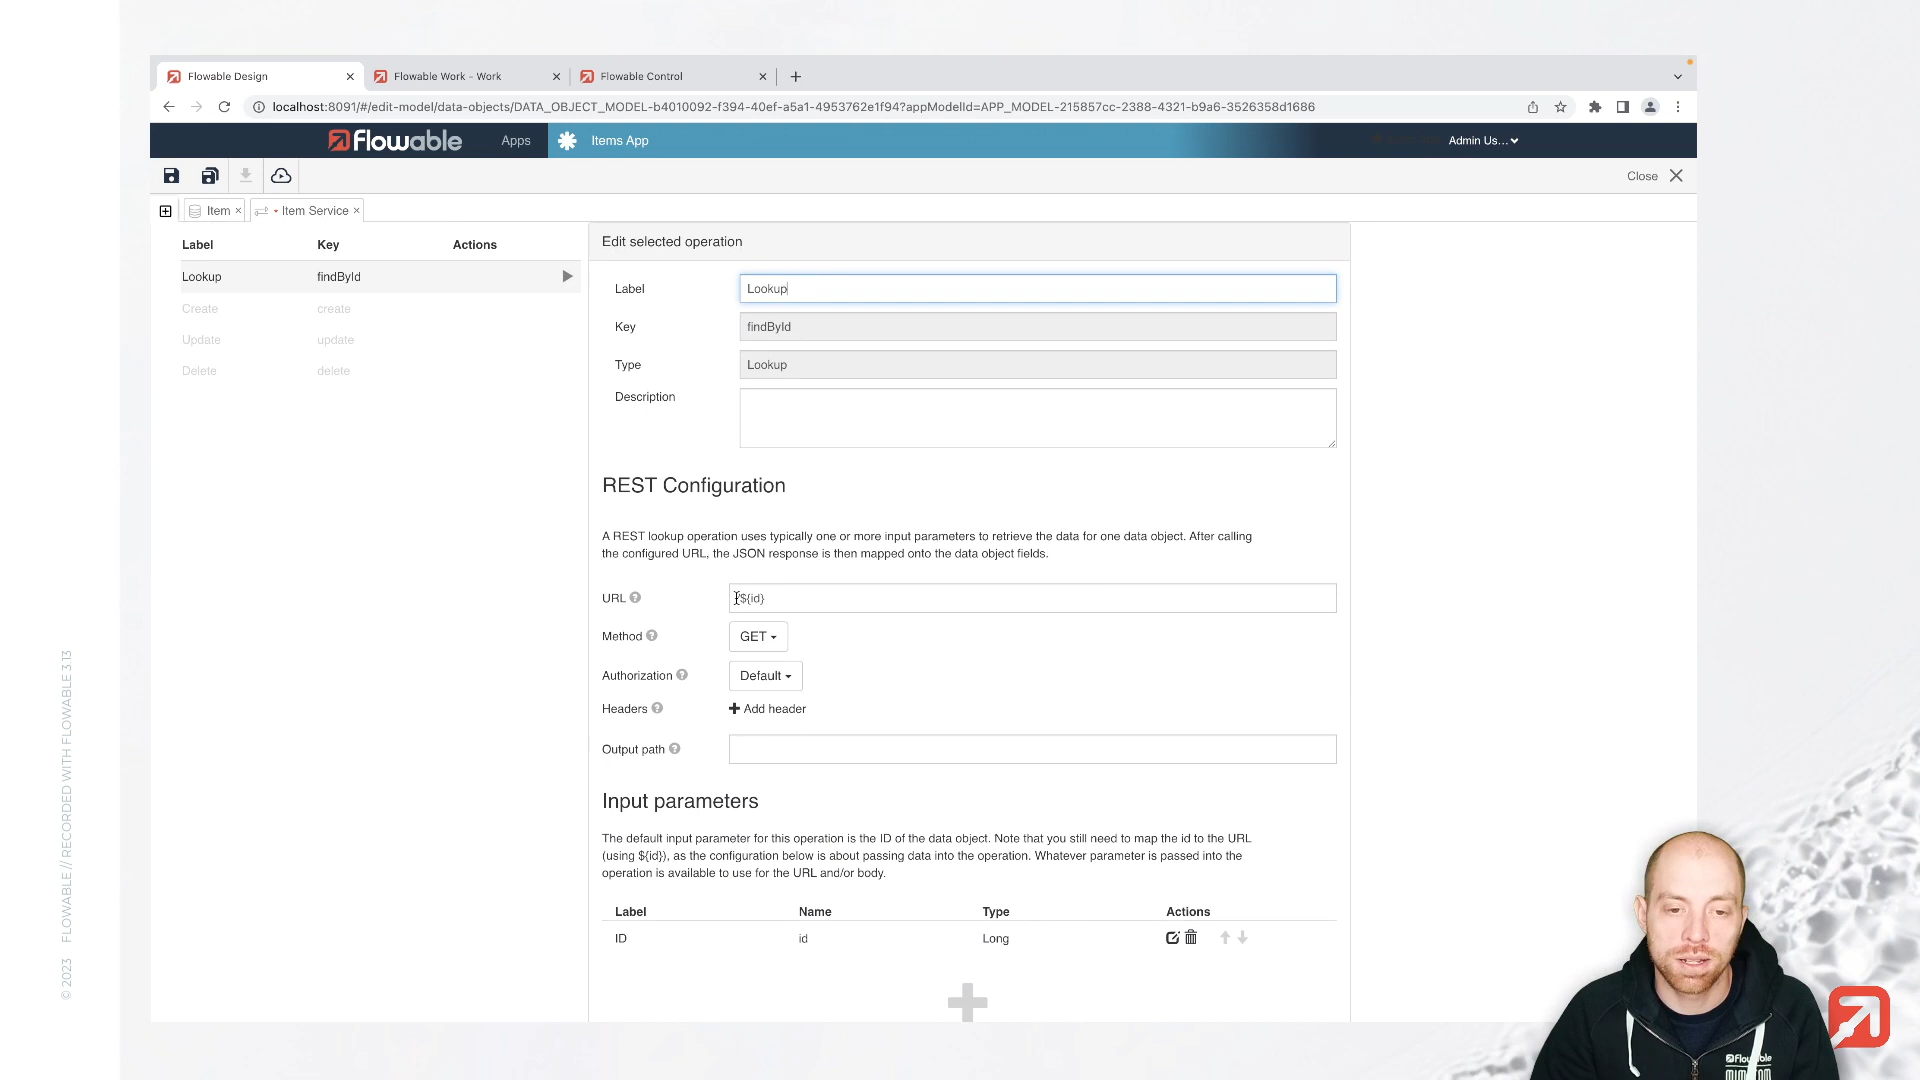 Flowable Design
Flowable Work - Work
Flowable Control
localhost:8091/#/edit-model/data-objects/DATA_OBJECT_MODEL-b4010092-f394-40ef-a5a1-4953762e1f94?appModelId=APP_MODEL-215857cc-2388-4321-b9a6-3526358d1686
Flowable
Apps
Items App
Admin Us...
Close
Item
Item Service
Label Key Actions
Lookup findById
Create create
Update update
Delete delete
Edit selected operation
Label Lookup
Key findById
Type Lookup
Description
REST Configuration
A REST lookup operation uses typically one or more input parameters to retrieve the data for one data object. After calling
the configured URL, the JSON response is then mapped onto the data object fields.
URL /${id}
Method GET
Authorization Default
Headers Add header
Output path
Input parameters
The default input parameter for this operation is the ID of the data object. Note that you still need to map the id to the URL
(using ${id}), as the configuration below is about passing data into the operation. Whatever parameter is passed into the
operation is available to use for the URL and/or body.
Label Name Type Actions
ID id Long
© 2023 FLOWABLE // RECORDED WITH FLOWABLE 3.13
Flowable